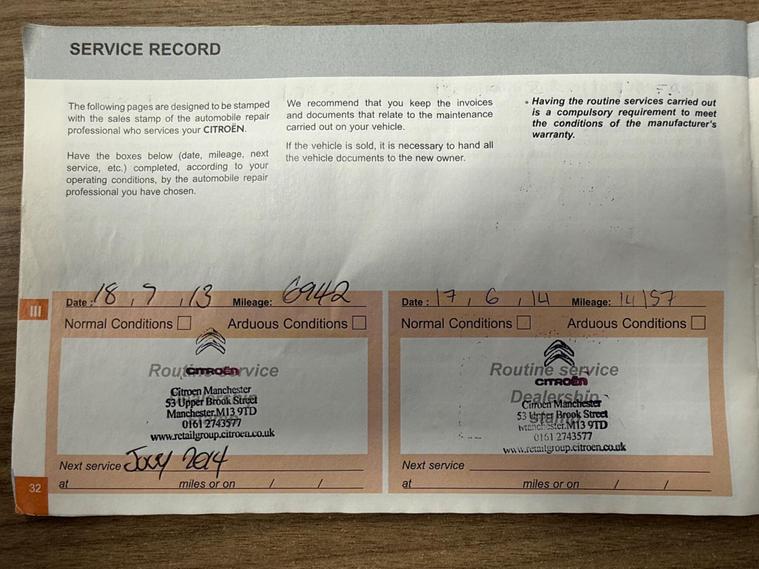 SERVICE RECORD
The following pages are designed to be stamped
with the sales stamp of the automobile repair
professional who services your CITROËN.
Have the boxes below (date, mileage, next
service, etc.) completed, according to your
operating conditions, by the automobile repair
professional you have chosen.
We recommend that you keep the invoices
and documents that relate to the maintenance
carried out on your vehicle.
If the vehicle is sold, it is necessary to hand all
the vehicle documents to the new owner.
• Having the routine services carried out
is a compulsory requirement to meet
the conditions of the manufacturer's
warranty.
III
Date: 18, 7, 13 Mileage: 6942
Normal Conditions Arduous Conditions
Routine service
CITROËN
Citroen Manchester
53 Upper Brook Street
Manchester.M13 9TD
0161 2743577
www.retailgroup.citroen.co.uk
Next service July 2014
at miles or on / /
Date: 17, 6, 14 Mileage: 14157
Normal Conditions Arduous Conditions
Routine service
CITROËN
Dealership
Citroen Manchester
53 Upper Brook Street
Manchester.M13 9TD
0161 2743577
www.retailgroup.citroen.co.uk
Next service
at miles or on / /
32